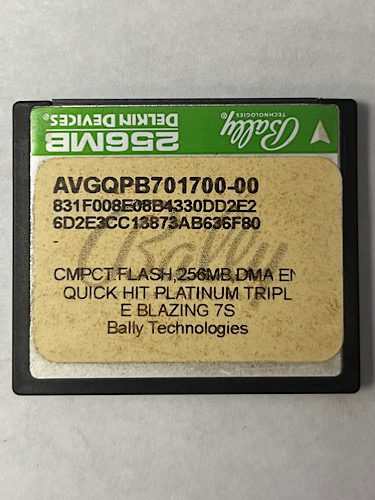 256MB
DELKIN DEVICES®
Bally
TECHNOLOGIES
AVGQPB701700-00
831F008E08B4330DD2E2
6D2E3CC13873AB636F80
-
Bally
CMPCT FLASH,256MB,DMA EN
QUICK HIT PLATINUM TRIPL
E BLAZING 7S
Bally Technologies